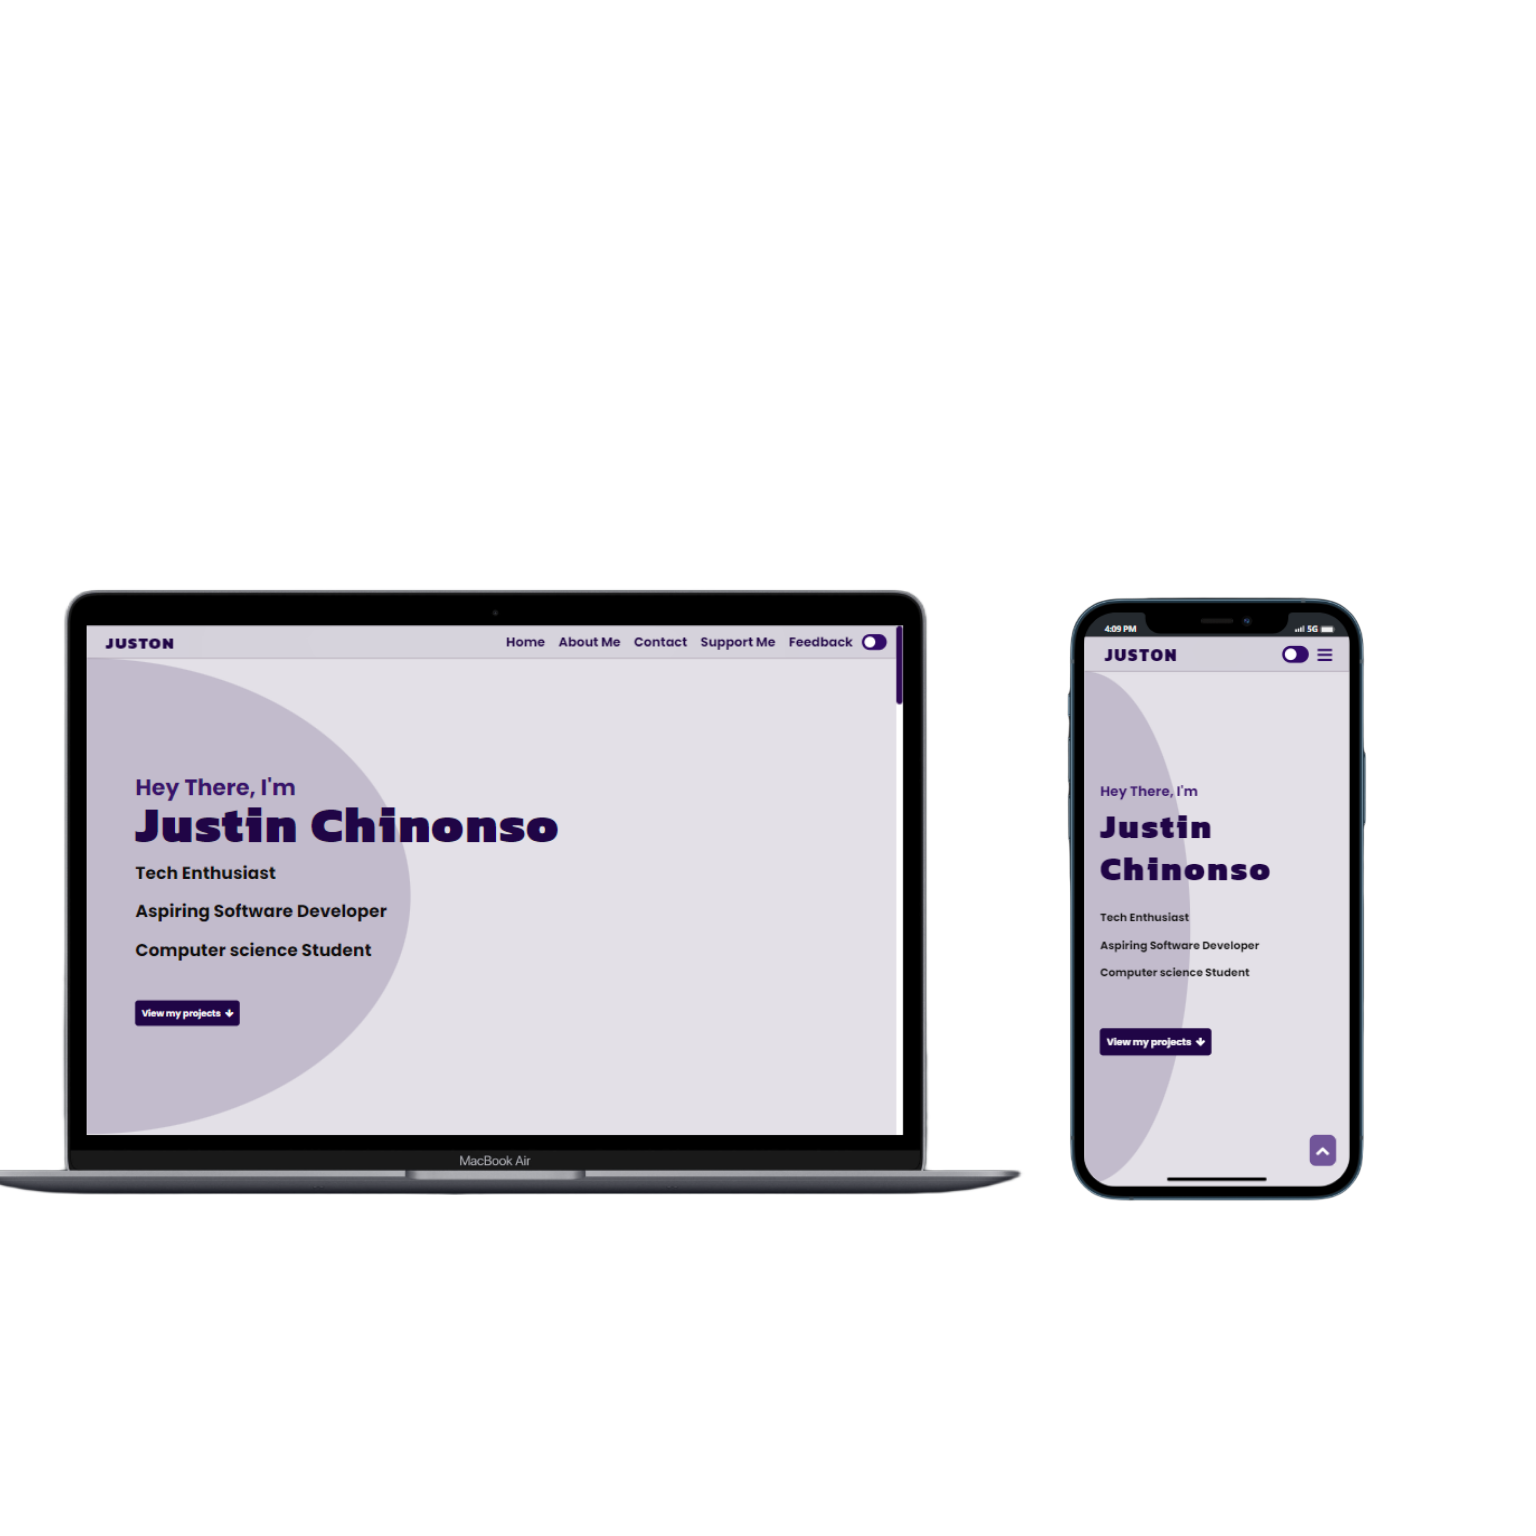 JUSTON
Home About Me Contact Support Me Feedback
Hey There, I'm
Justin Chinonso
Tech Enthusiast
Aspiring Software Developer
Computer science Student
View my projects
MacBook Air
4:09 PM 5G
JUSTON
Hey There, I'm
Justin
Chinonso
Tech Enthusiast
Aspiring Software Developer
Computer science Student
View my projects